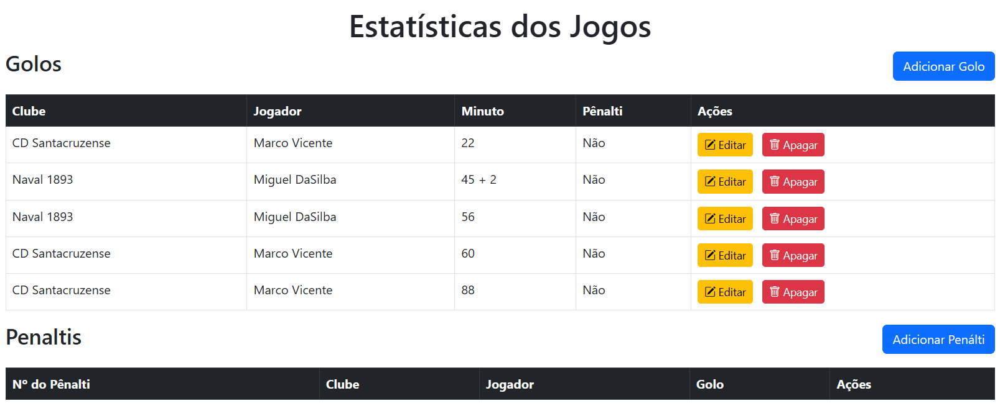 Estatísticas dos Jogos
Golos
Adicionar Golo
Clube Jogador Minuto Pênalti Ações
CD Santacruzense Marco Vicente 22 Não Editar Apagar
Naval 1893 Miguel DaSilba 45 + 2 Não Editar Apagar
Naval 1893 Miguel DaSilba 56 Não Editar Apagar
CD Santacruzense Marco Vicente 60 Não Editar Apagar
CD Santacruzense Marco Vicente 88 Não Editar Apagar
Penaltis
Adicionar Penálti
Nº do Pênalti Clube Jogador Golo Ações